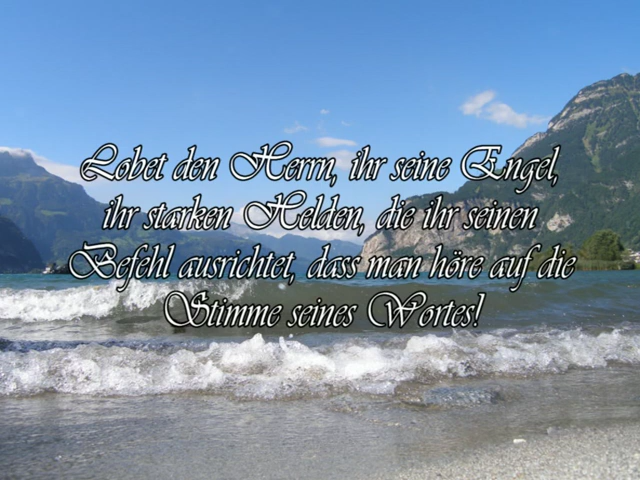 Lobet den Herrn, ihr seine Engel,
ihr starken Helden, die ihr seinen
Befehl ausrichtet, dass man höre auf die
Stimme seines Wortes!